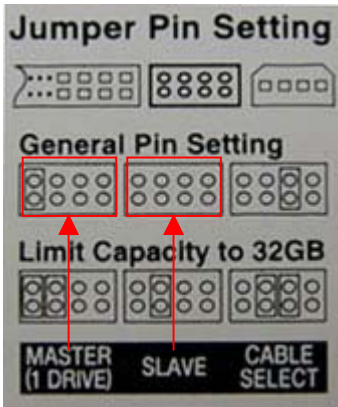 Jumper Pin Setting
General Pin Setting
Limit Capacity to 32GB
MASTER
(1 DRIVE)
SLAVE
CABLE
SELECT